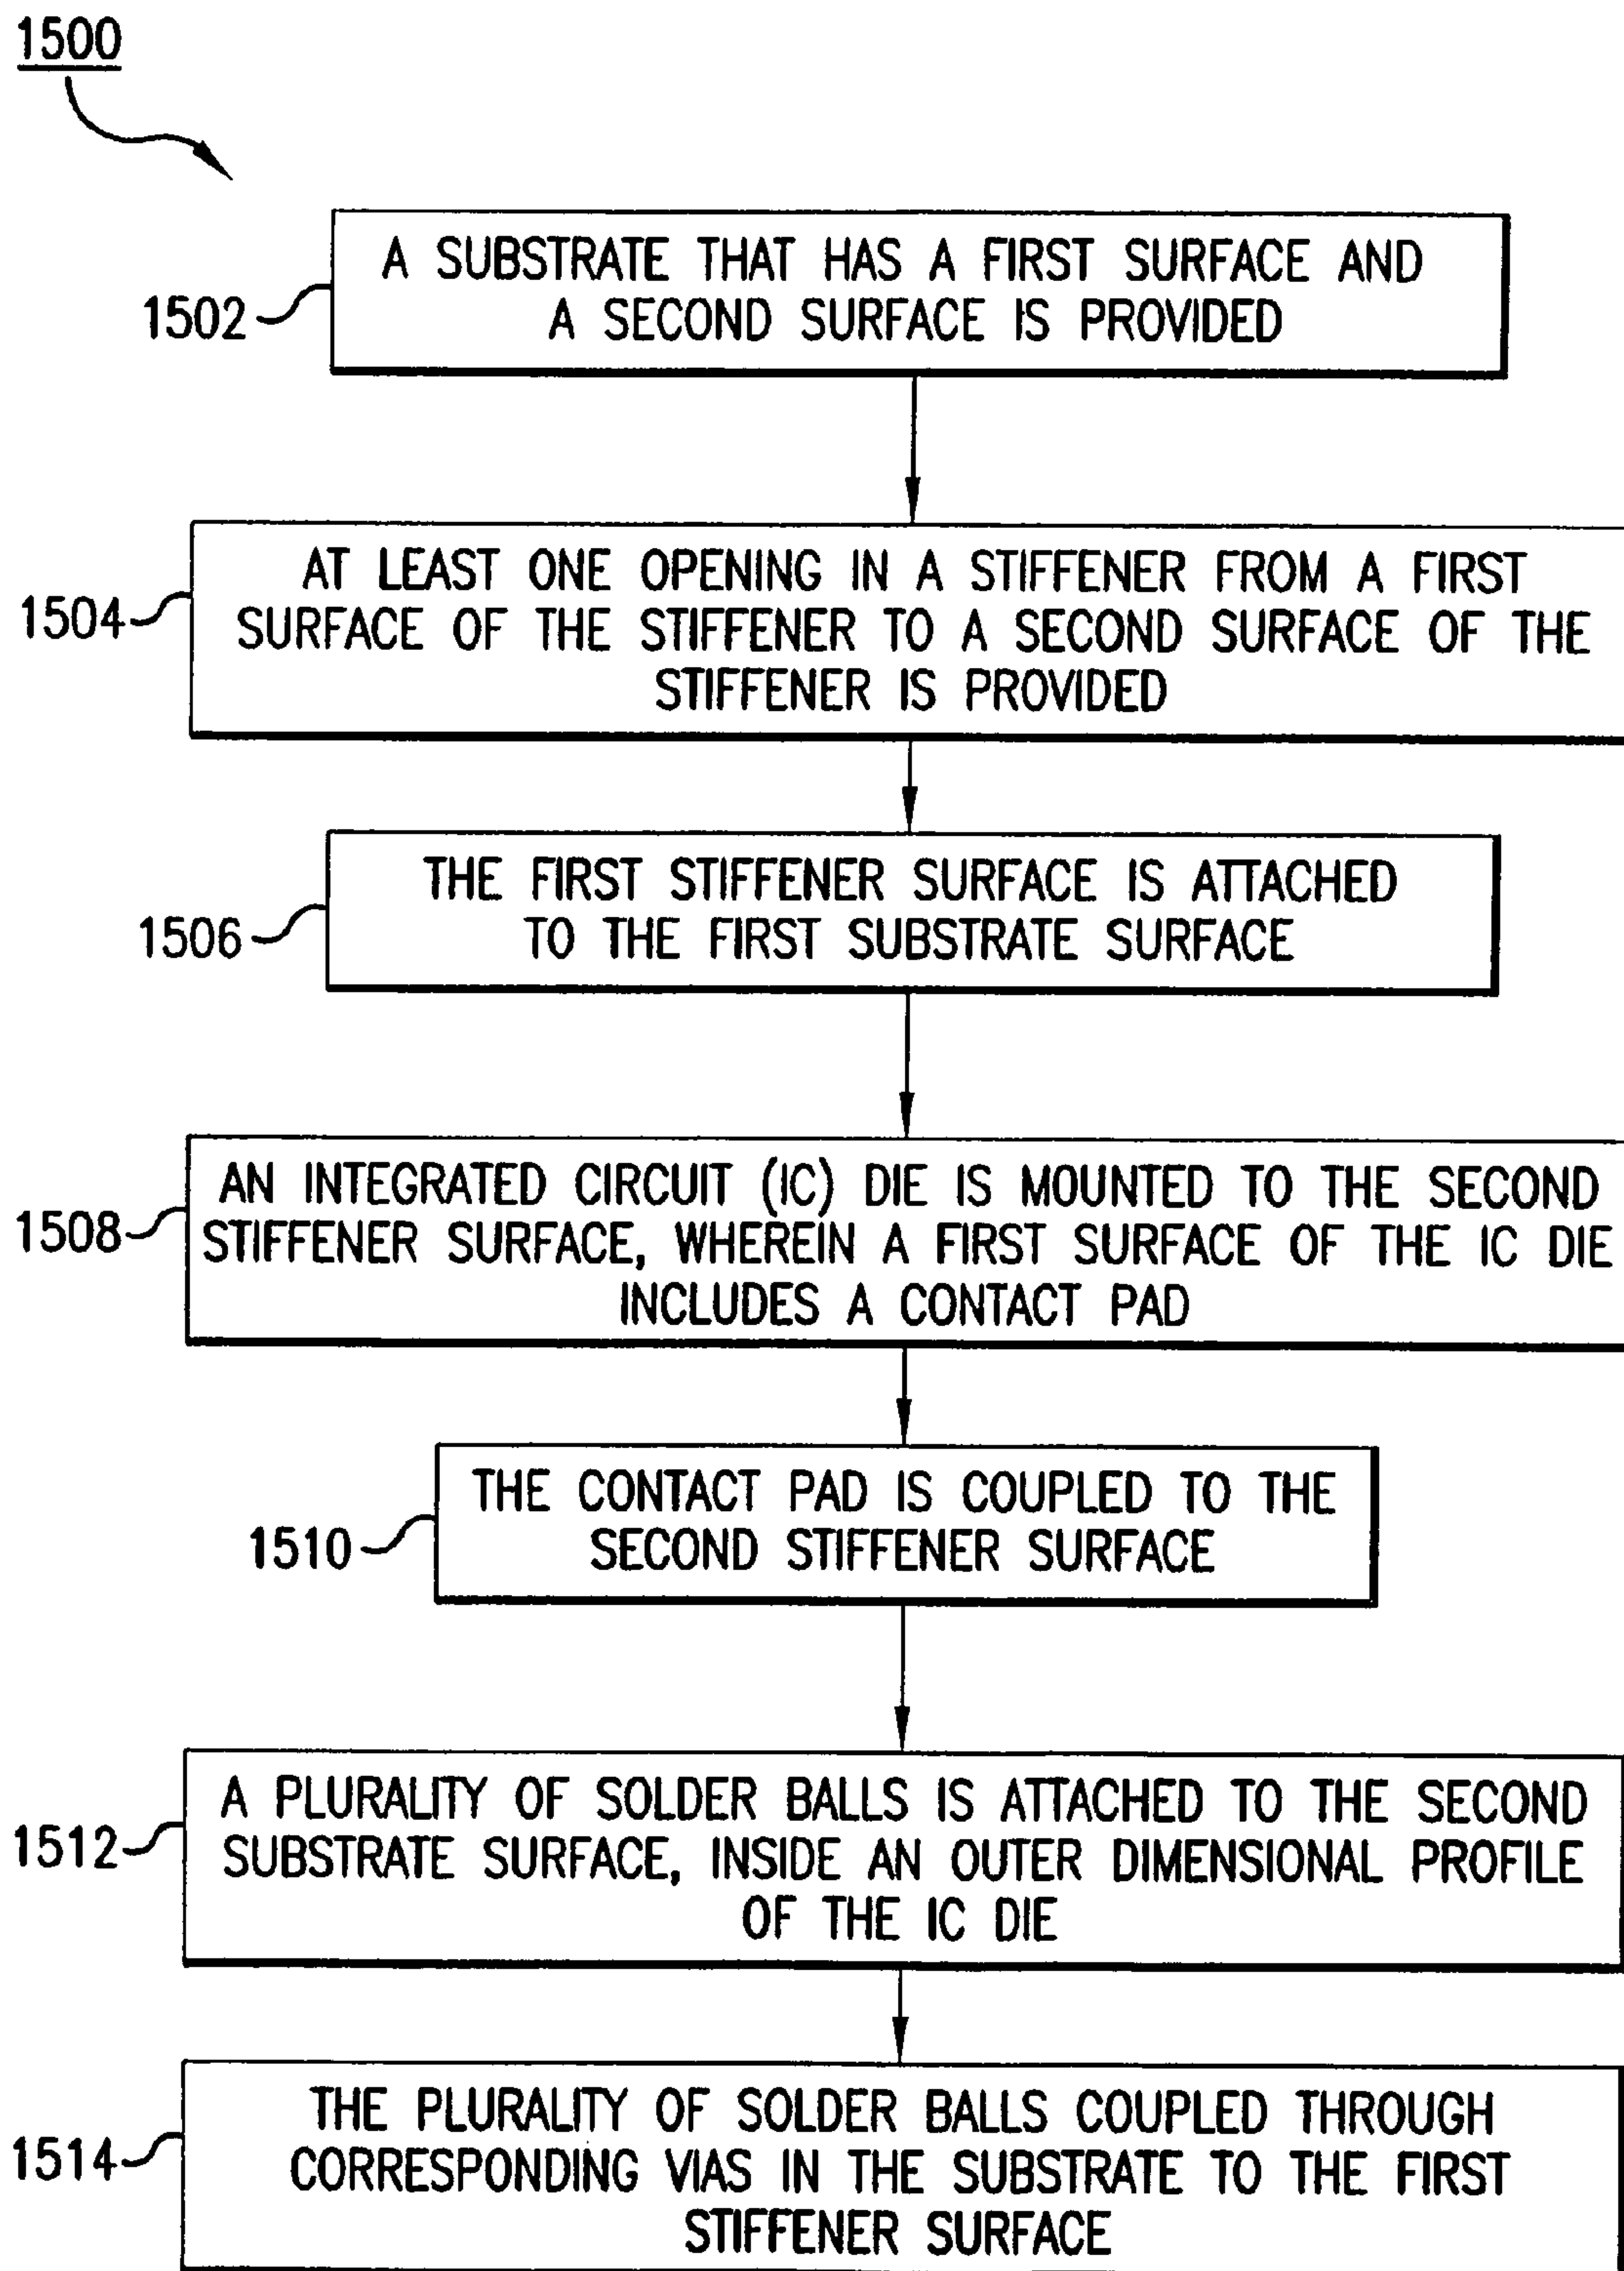 1500
A SUBSTRATE THAT HAS A FIRST SURFACE AND
A SECOND SURFACE IS PROVIDED
1502
AT LEAST ONE OPENING IN A STIFFENER FROM A FIRST
SURFACE OF THE STIFFENER TO A SECOND SURFACE OF THE
STIFFENER IS PROVIDED
1504
THE FIRST STIFFENER SURFACE IS ATTACHED
TO THE FIRST SUBSTRATE SURFACE
1506
AN INTEGRATED CIRCUIT (IC) DIE IS MOUNTED TO THE SECOND
STIFFENER SURFACE, WHEREIN A FIRST SURFACE OF THE IC DIE
INCLUDES A CONTACT PAD
1508
THE CONTACT PAD IS COUPLED TO THE
SECOND STIFFENER SURFACE
1510
A PLURALITY OF SOLDER BALLS IS ATTACHED TO THE SECOND
SUBSTRATE SURFACE, INSIDE AN OUTER DIMENSIONAL PROFILE
OF THE IC DIE
1512
THE PLURALITY OF SOLDER BALLS COUPLED THROUGH
CORRESPONDING VIAS IN THE SUBSTRATE TO THE FIRST
STIFFENER SURFACE
1514